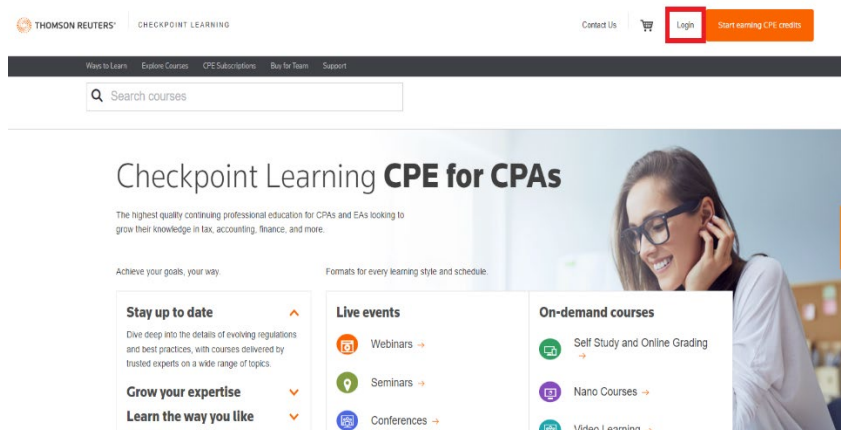 THOMSON REUTERS®
CHECKPOINT LEARNING
Contact Us
Login
Start earning CPE credits
Ways to Learn
Explore Courses
CPE Subscriptions
Buy for Team
Support
Search courses
Checkpoint Learning CPE for CPAs
The highest quality continuing professional education for CPAs and EAs looking to
grow their knowledge in tax, accounting, finance, and more.
Achieve your goals, your way.
Formats for every learning style and schedule.
Stay up to date
Dive deep into the details of evolving regulations
and best practices, with courses delivered by
trusted experts on a wide range of topics.
Grow your expertise
Learn the way you like
Live events
Webinars →
Seminars →
Conferences →
On-demand courses
Self Study and Online Grading
→
Nano Courses →
Video Learning →